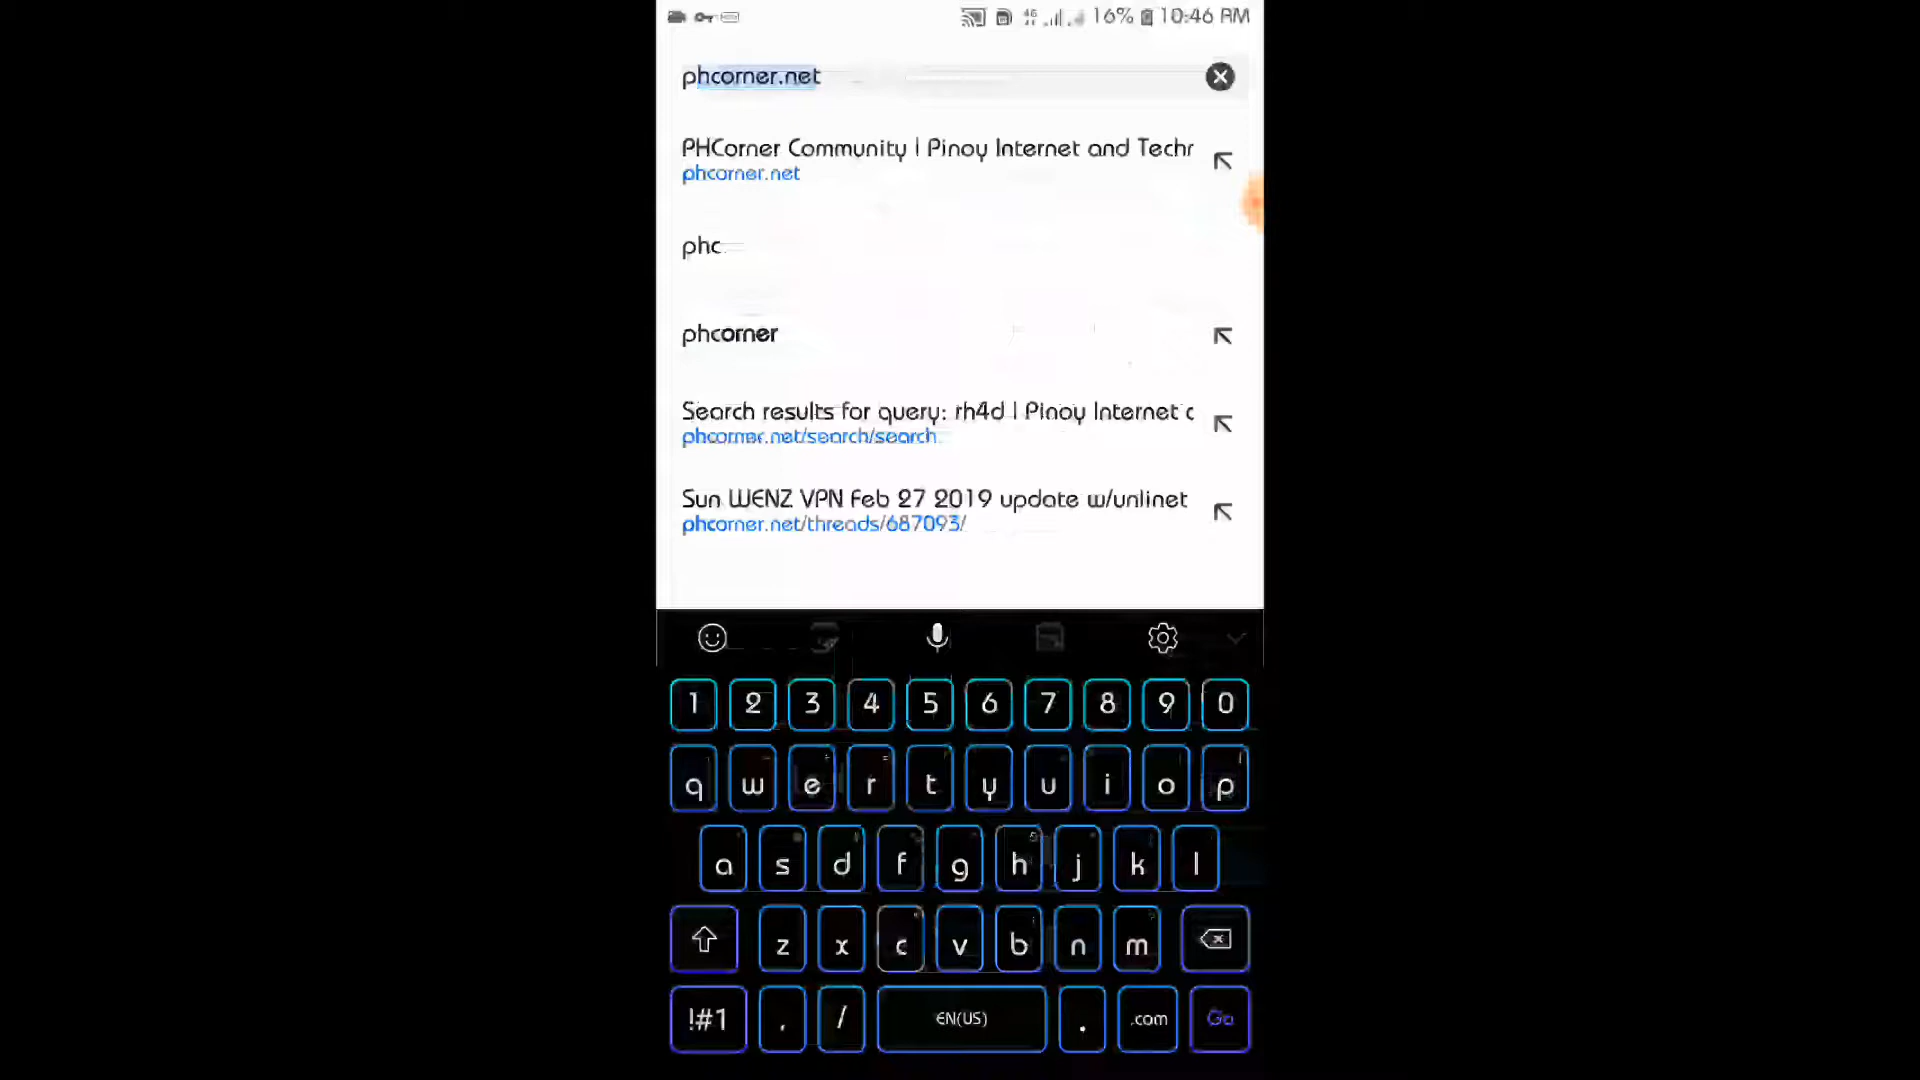 4G 16% 10:46 PM
phcorner.net
PHCorner Community | Pinoy Internet and Techr
phcorner.net
phc
phcorner
Search results for query: rh4d | Pinoy Internet c
phcorner.net/search/search
Sun WENZ VPN Feb 27 2019 update w/unlinet
phcorner.net/threads/687093/
1 2 3 4 5 6 7 8 9 0
q w e r t y u i o p
a s d f g h j k l
z x c v b n m
!#1 , / EN(US) . .com Go